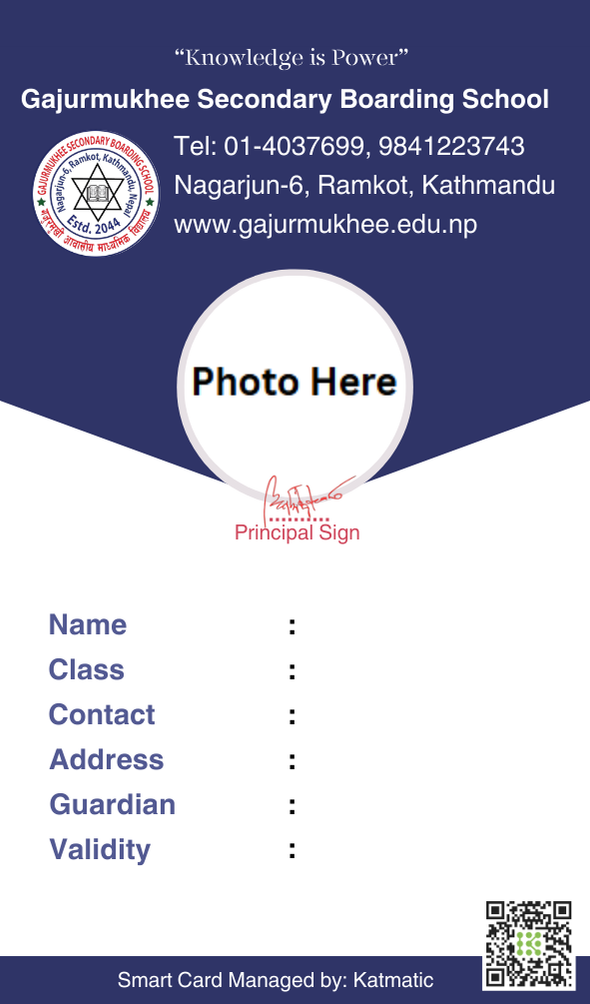 “Knowledge is Power”
Gajurmukhee Secondary Boarding School
GAJURMUKHEE SECONDARY BOARDING SCHOOL
Nagarjun-6, Ramkot, Kathmandu, Nepal
Estd. 2044
गजुरमुखी आवासीय माध्यमिक विद्यालय
Tel: 01-4037699, 9841223743
Nagarjun-6, Ramkot, Kathmandu
www.gajurmukhee.edu.np
Photo Here
Principal Sign
Name :
Class :
Contact :
Address :
Guardian :
Validity :
Smart Card Managed by: Katmatic